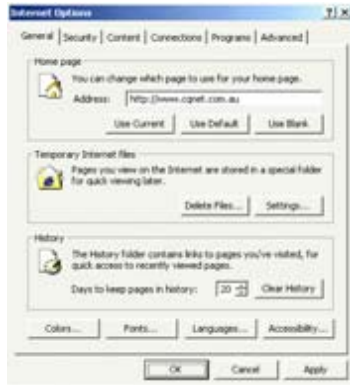 Internet Options
General Security Content Connections Programs Advanced
Home page
You can change which page to use for your home page.
Address: http://www.cqnet.com.au
Use Current Use Default Use Blank
Temporary Internet files
Pages you view on the Internet are stored in a special folder
for quick viewing later.
Delete Files... Settings...
History
The History folder contains links to pages you've visited, for
quick access to recently viewed pages.
Days to keep pages in history: 20 Clear History
Colors... Fonts... Languages... Accessibility...
OK Cancel Apply